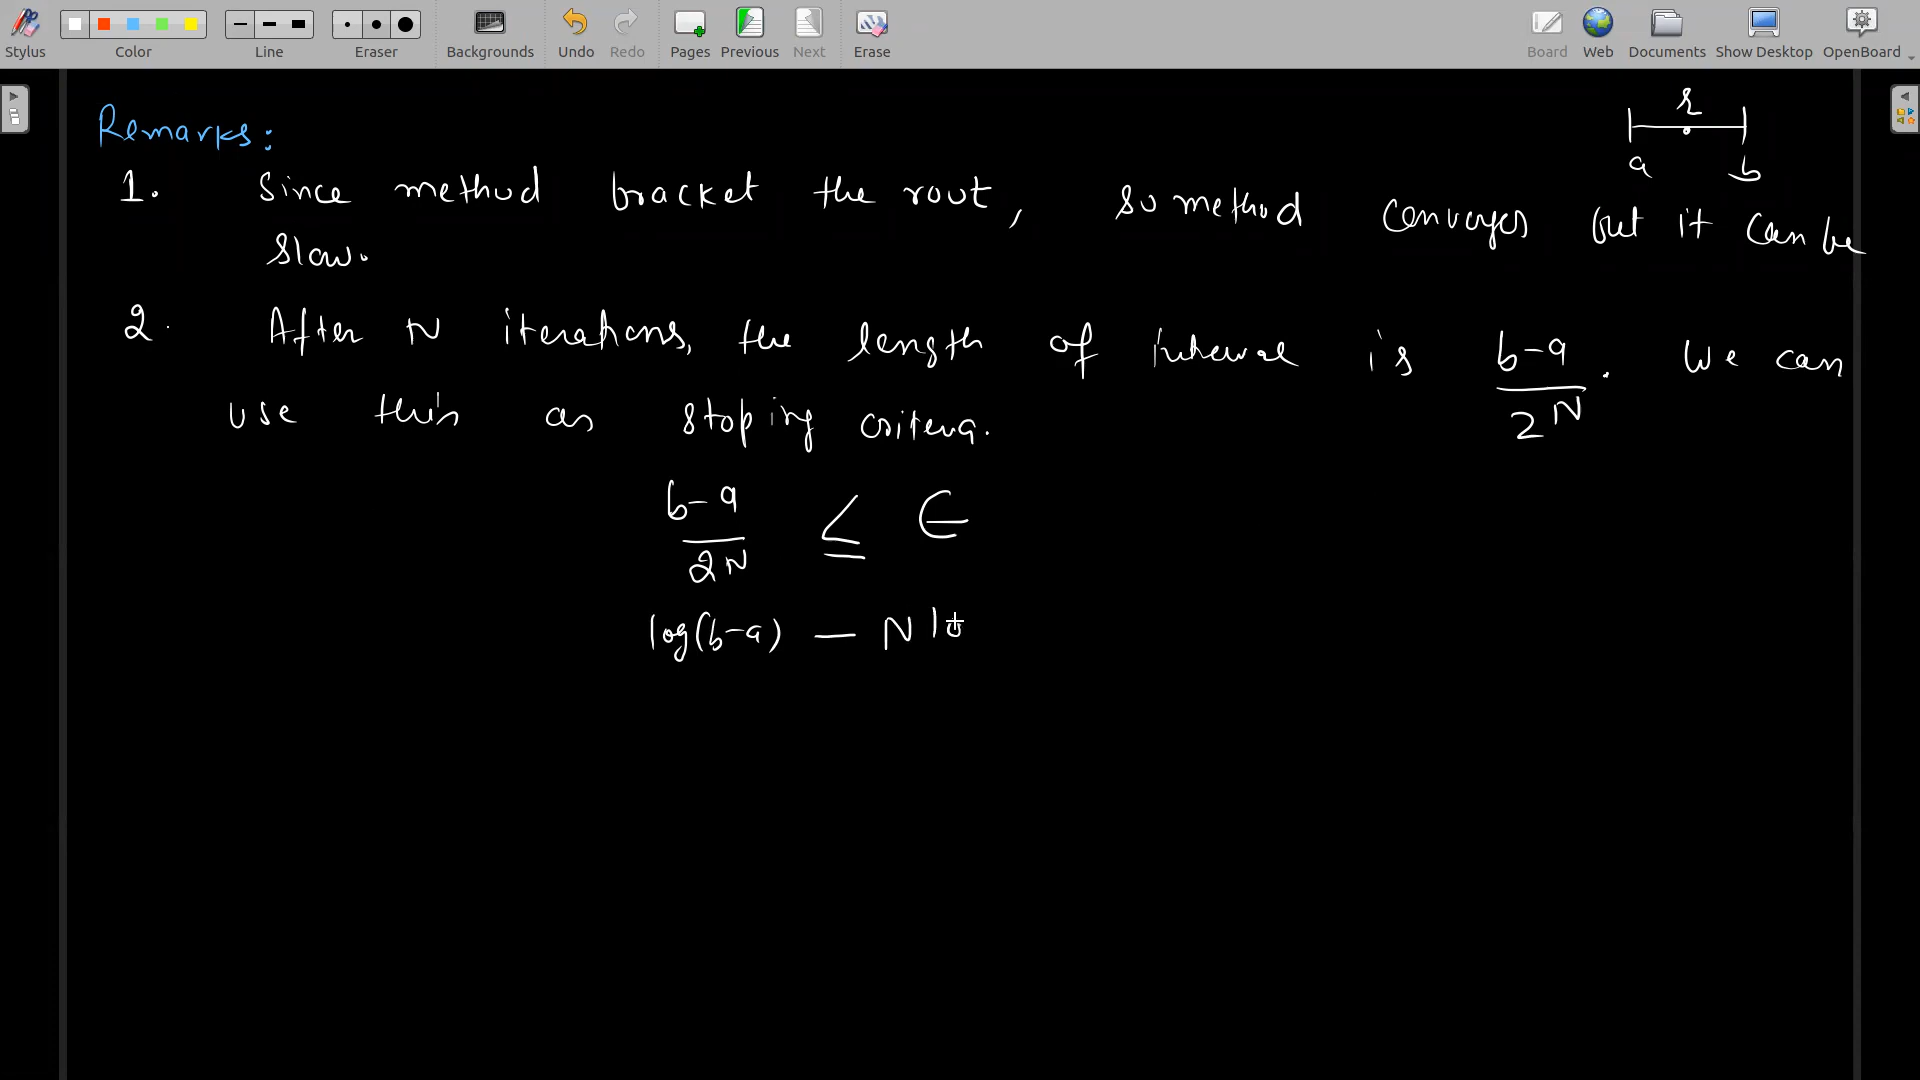 Stylus Color Line Eraser Backgrounds Undo Redo Pages Previous Next Erase Board Web Documents Show Desktop OpenBoard
Remarks:
r
a b
1. Since method bracket the root, so method converges but it can be
slow.
2. After N iterations, the length of interval is b-a / 2^N. We can
use this as stoping criteria.
b-a / 2^N ≤ ∈
log(b-a) — N lo